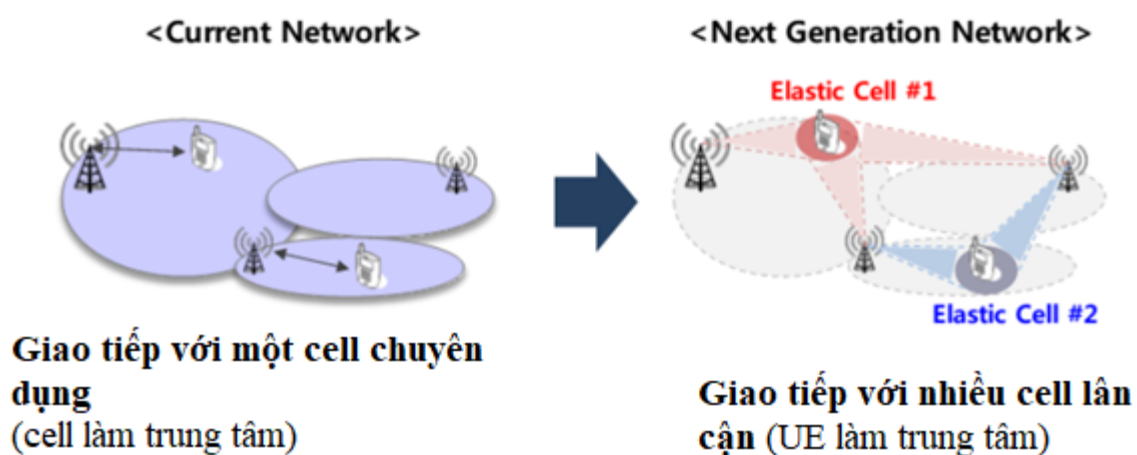 <Current Network>
<Next Generation Network>
Elastic Cell #1
Elastic Cell #2
Giao tiếp với một cell chuyên
dụng
(cell làm trung tâm)
Giao tiếp với nhiều cell lân
cận (UE làm trung tâm)